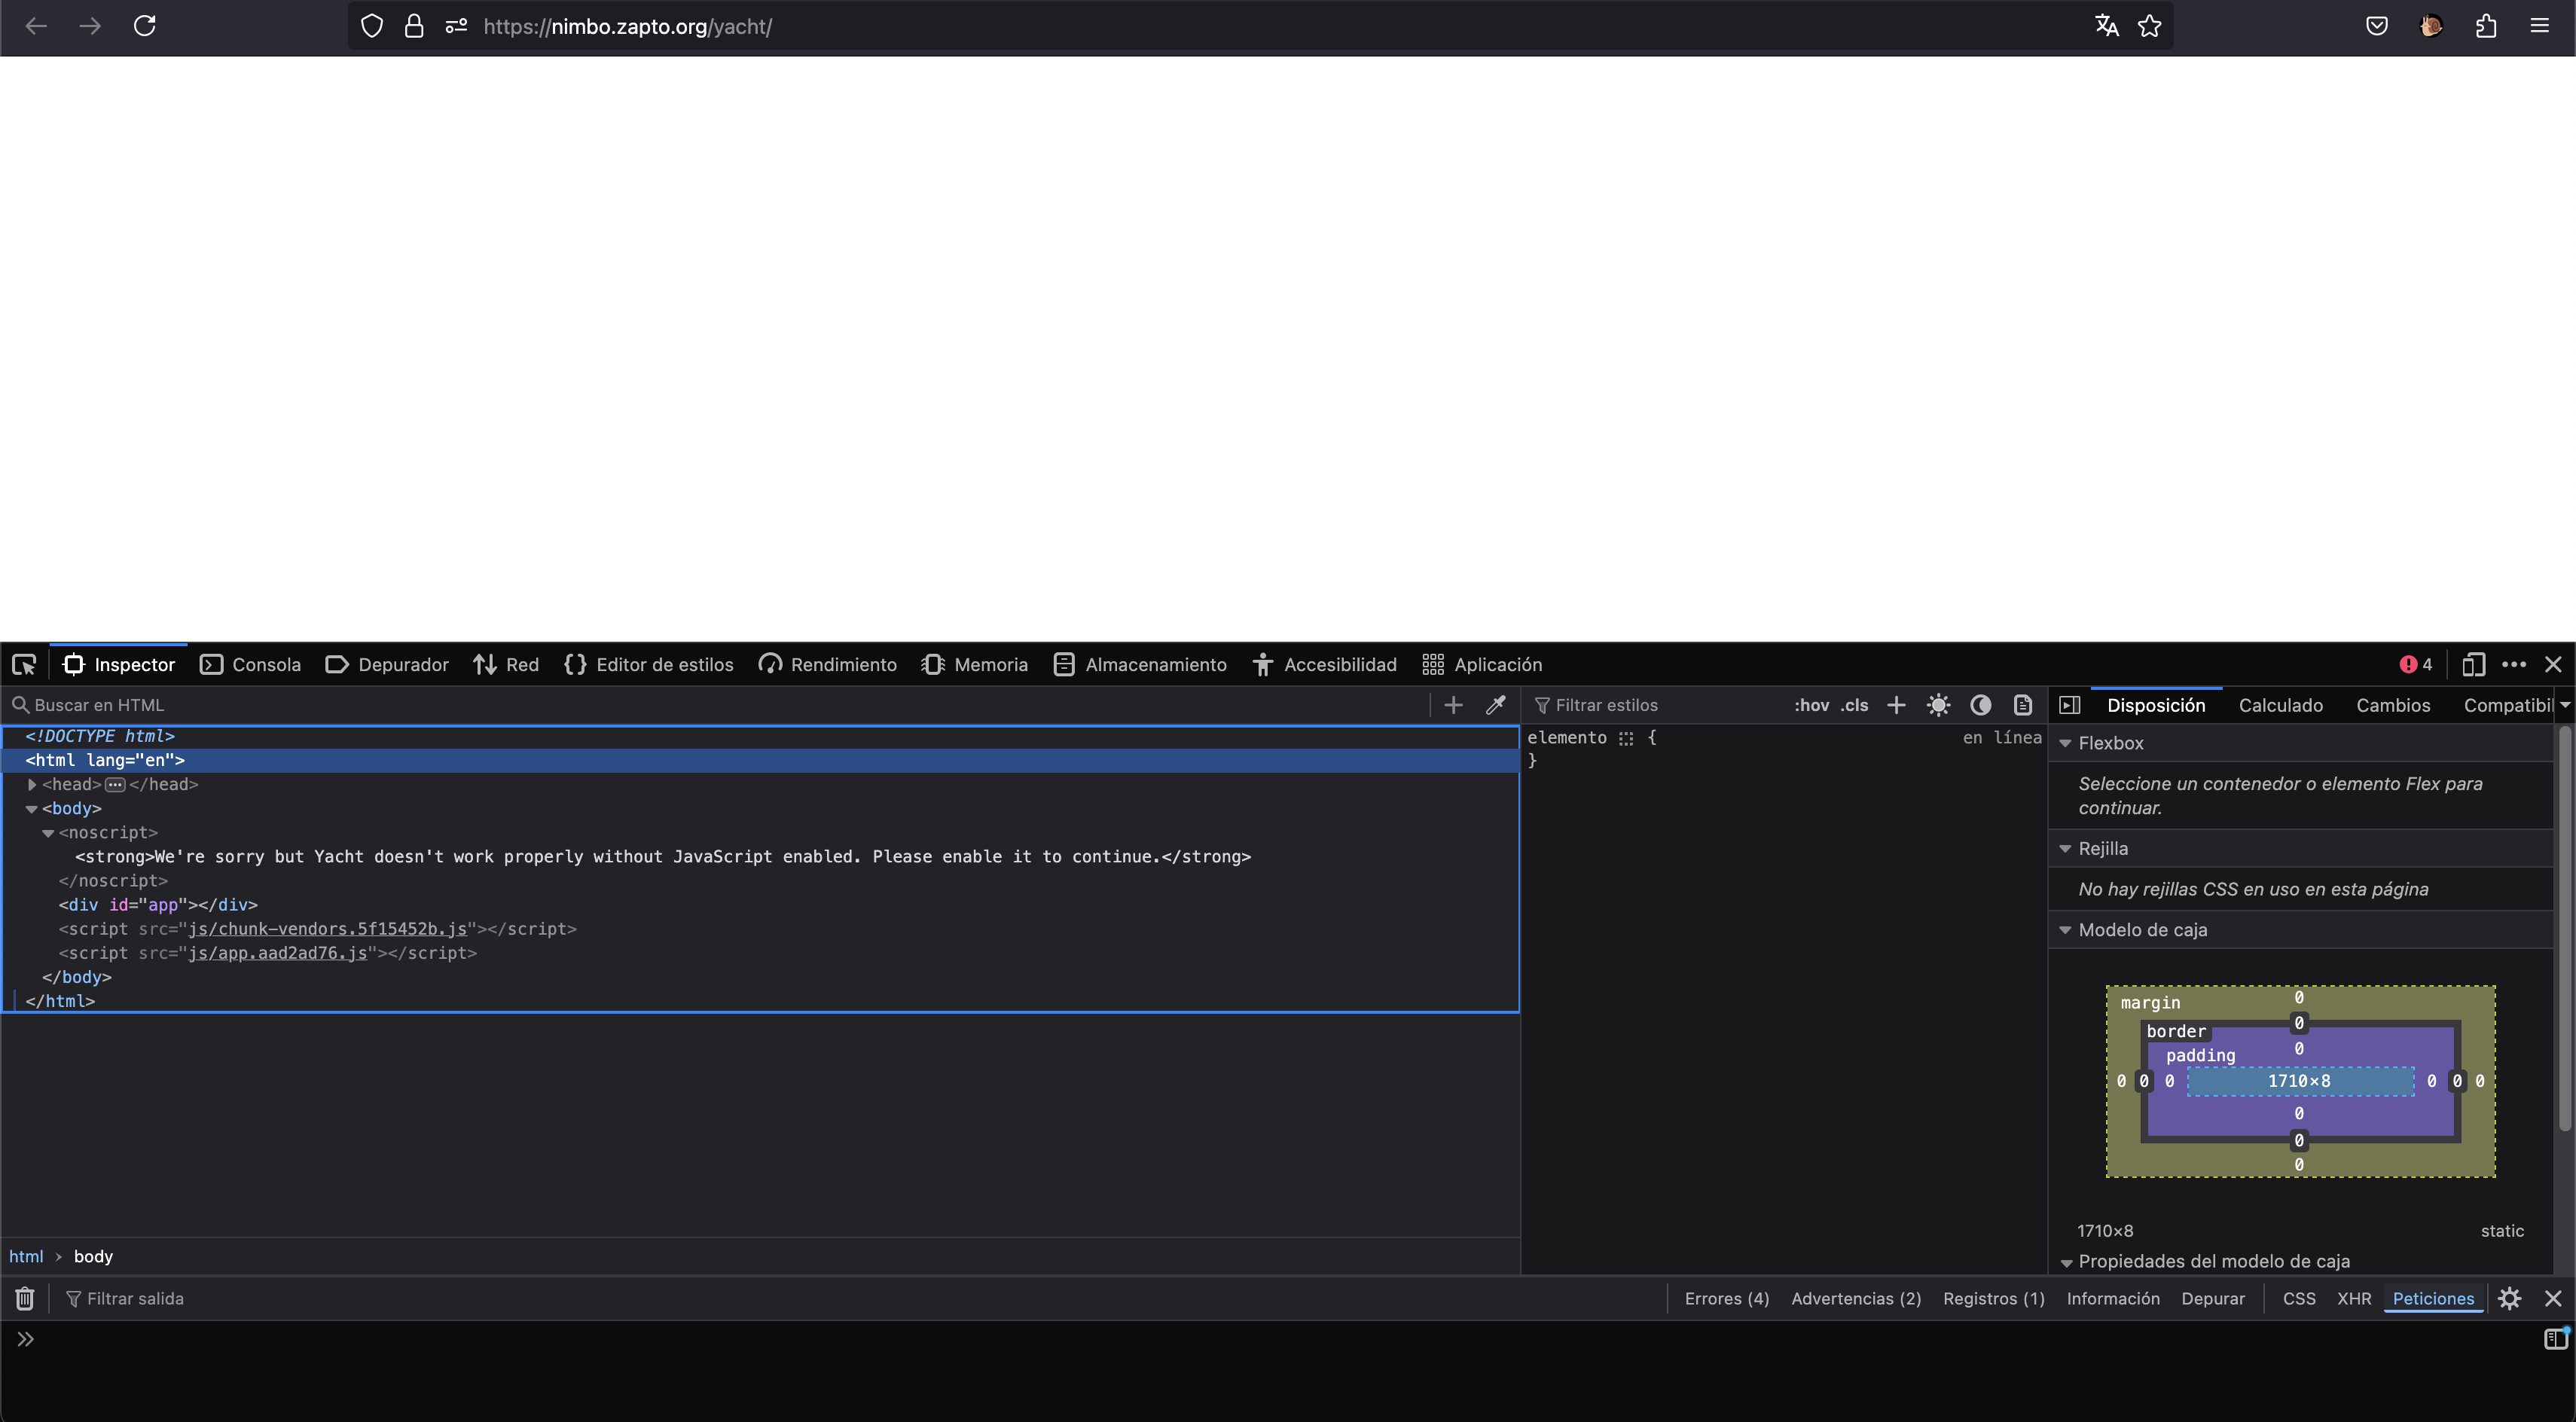 https://nimbo.zapto.org/yacht/
Inspector
Consola
Depurador
Red
Editor de estilos
Rendimiento
Memoria
Almacenamiento
Accesibilidad
Aplicación
4
Buscar en HTML
Filtrar estilos
:hov .cls
Disposición
Calculado
Cambios
Compatibil
<!DOCTYPE html>
<html lang="en">
<head> </head>
<body>
<noscript>
<strong>We're sorry but Yacht doesn't work properly without JavaScript enabled. Please enable it to continue.</strong>
</noscript>
<div id="app"></div>
<script src="js/chunk-vendors.5f15452b.js"></script>
<script src="js/app.aad2ad76.js"></script>
</body>
</html>
elemento { en línea
}
Flexbox
Seleccione un contenedor o elemento Flex para
continuar.
Rejilla
No hay rejillas CSS en uso en esta página
Modelo de caja
margin 0
border 0
padding 0
0 0 0 1710×8 0 0 0
0
0
0
1710×8 static
Propiedades del modelo de caja
html > body
Filtrar salida
Errores (4) Advertencias (2) Registros (1) Información Depurar CSS XHR Peticiones